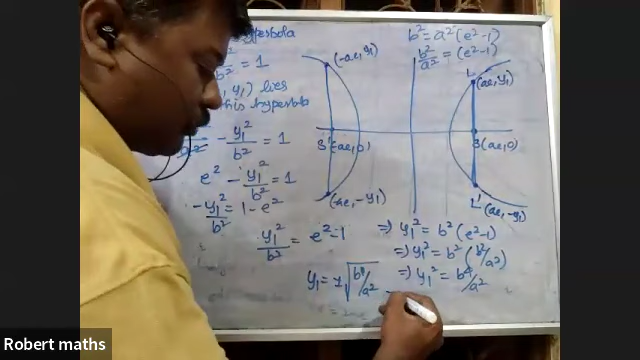 b² = a²(e²-1)
b²/a² = (e²-1)
b² = 1
y₁) lies
this hyperbola
- y₁²/b² = 1
e² - y₁²/b² = 1
-y₁²/b² = 1-e²
y₁²/b² = e²-1
y₁ = ±√b⁴/a²
(-ae, y₁)
S'(-ae,0)
(-ae, -y₁)
L
(ae, y₁)
S(ae,0)
L'(ae,-y₁)
⇒ y₁² = b²(e²-1)
⇒ y₁² = b²(b²/a²)
⇒ y₁² = b⁴/a²
Robert maths